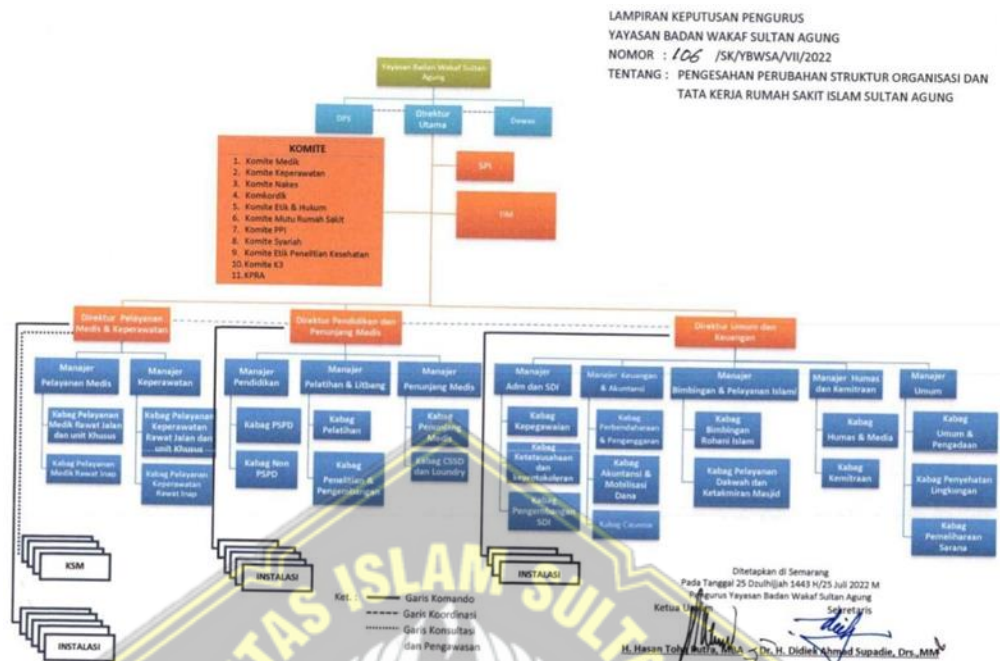 LAMPIRAN KEPUTUSAN PENGURUS
YAYASAN BADAN WAKAF SULTAN AGUNG
NOMOR : 106 /SK/YBWSA/VII/2022
TENTANG : PENGESAHAN PERUBAHAN STRUKTUR ORGANISASI DAN
TATA KERJA RUMAH SAKIT ISLAM SULTAN AGUNG
Yayasan Badan Wakaf Sultan
Agung
DPS
Direktur
Utama
Dewas
KOMITE
1. Komite Medik
2. Komite Keperawatan
3. Komite Nakes
4. Komkordik
5. Komite Etik & Hukum
6. Komite Mutu Rumah Sakit
7. Komite PPI
8. Komite Syariah
9. Komite Etik Penelitian Kesehatan
10. Komite K3
11. KPRA
SPI
TIM
Direktur Pelayanan
Medis & Keperawatan
Direktur Pendidikan dan
Penunjang Medis
Direktur Umum dan
Keuangan
Manajer
Pelayanan Medis
Manajer
Keperawatan
Manajer
Pendidikan
Manajer
Pelatihan & Litbang
Manajer
Penunjang Medis
Manajer
Adm dan SDI
Manajer Keuangan
& Akuntansi
Manajer
Bimbingan & Pelayanan Islami
Manajer Humas
dan Kemitraan
Manajer
Umum
Kabag Pelayanan
Medik Rawat Jalan
dan unit Khusus
Kabag Pelayanan
Medik Rawat Inap
Kabag Pelayanan
Keperawatan
Rawat Jalan dan
unit Khusus
Kabag Pelayanan
Keperawatan
Rawat Inap
Kabag PSPD
Kabag Non
PSPD
Kabag
Pelatihan
Kabag
Penelitian &
Pengembangan
Kabag
Penunjang
Medis
Kabag CSSD
dan Loundry
Kabag
Kepegawaian
Kabag
Ketatausahaan
dan
Keprotokoleran
Kabag
Pengembangan
SDI
Kabag
Perbendaharaan
& Penganggaran
Kabag
Akuntansi &
Mobilisasi
Dana
Kabag
Kabag
Bimbingan
Rohani Islam
Kabag Pelayanan
Dakwah dan
Ketakmiran Masjid
Kabag
Humas & Media
Kabag
Kemitraan
Kabag
Umum &
Pengadaan
Kabag Penyehatan
Lingkungan
Kabag
Pemeliharaan
Sarana
KSM
INSTALASI
INSTALASI
INSTALASI
Ket. :
Garis Komando
Garis Koordinasi
Garis Konsultasi
dan Pengawasan
Ditetapkan di Semarang
Pada Tanggal 25 Dzulhijjah 1443 H/25 Juli 2022 M
Pengurus Yayasan Badan Wakaf Sultan Agung
Ketua Umum
Sekretaris
H. Hasan Toha Putra, MBA
Dr. H. Didiek Ahmad Supadie, Drs.,MM
ISLAM SULT